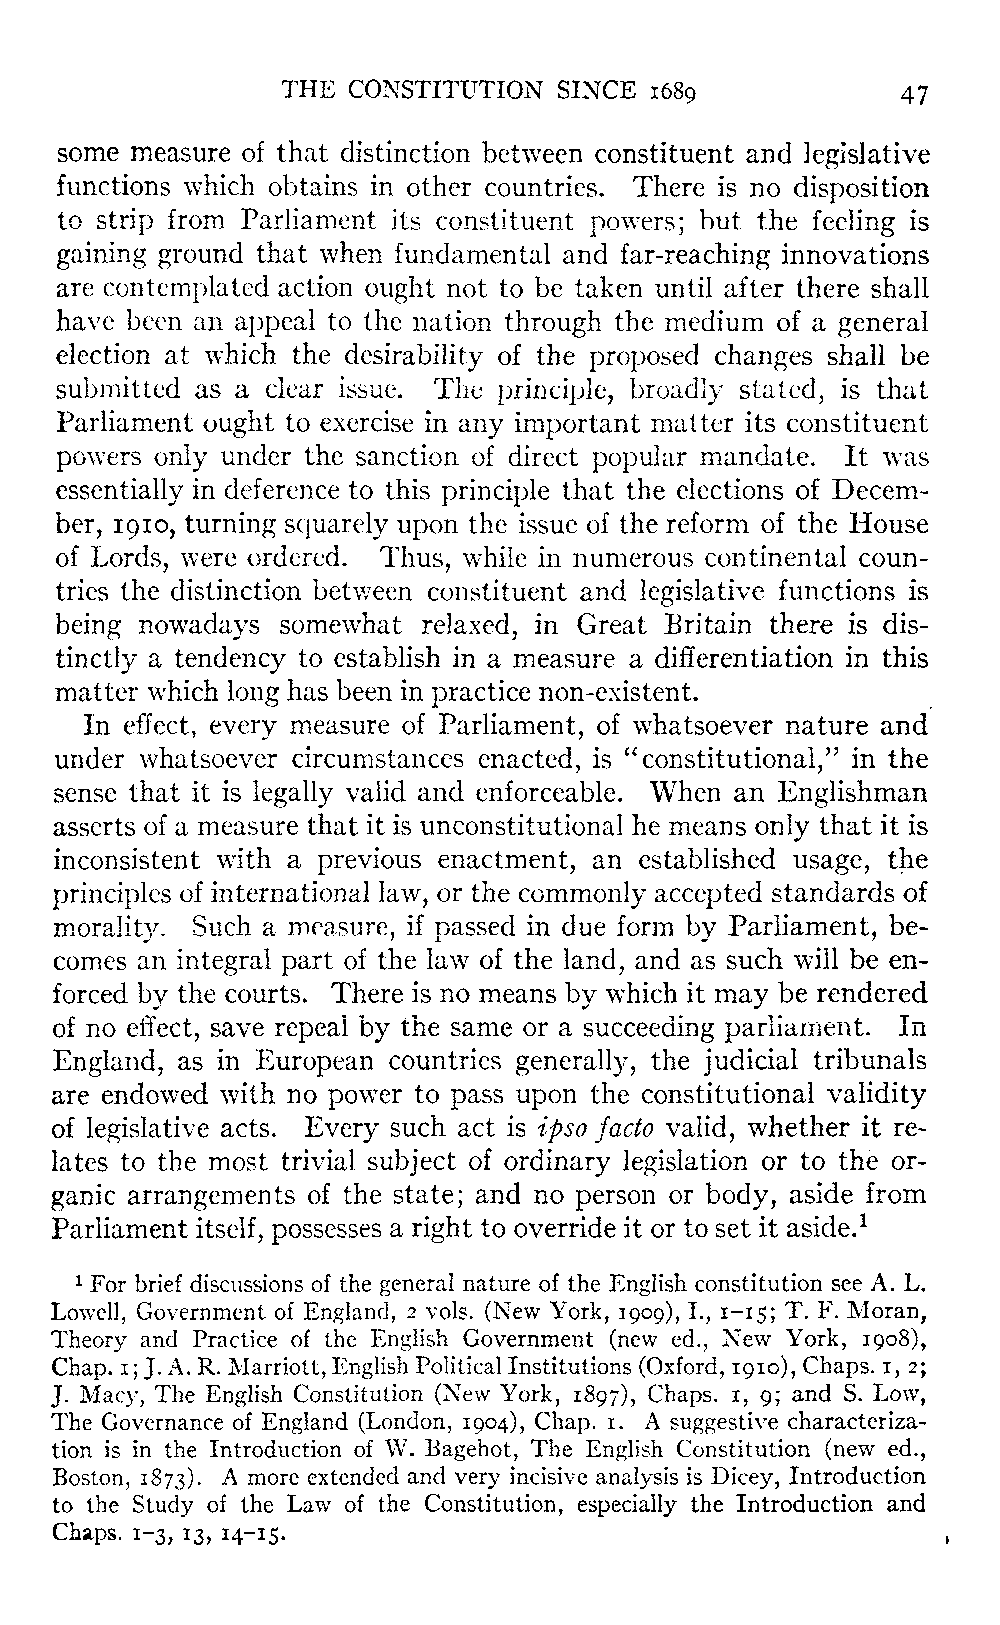 THE CONSTITUTION SINCE 1689 47
some measure of that distinction between constituent and legislative
functions which obtains in other countries. There is no disposition
to strip from Parliament its constituent powers; but the feeling is
gaining ground that when fundamental and far-reaching innovations
are contemplated action ought not to be taken until after there shall
have been an appeal to the nation through the medium of a general
election at which the desirability of the proposed changes shall be
submitted as a clear issue. The principle, broadly stated, is that
Parliament ought to exercise in any important matter its constituent
powers only under the sanction of direct popular mandate. It was
essentially in deference to this principle that the elections of Decem-
ber, 1910, turning squarely upon the issue of the reform of the House
of Lords, were ordered. Thus, while in numerous continental coun-
tries the distinction between constituent and legislative functions is
being nowadays somewhat relaxed, in Great Britain there is dis-
tinctly a tendency to establish in a measure a differentiation in this
matter which long has been in practice non-existent.
In effect, every measure of Parliament, of whatsoever nature and
under whatsoever circumstances enacted, is "constitutional," in the
sense that it is legally valid and enforceable. When an Englishman
asserts of a measure that it is unconstitutional he means only that it is
inconsistent with a previous enactment, an established usage, the
principles of international law, or the commonly accepted standards of
morality. Such a measure, if passed in due form by Parliament, be-
comes an integral part of the law of the land, and as such will be en-
forced by the courts. There is no means by which it may be rendered
of no effect, save repeal by the same or a succeeding parliament. In
England, as in European countries generally, the judicial tribunals
are endowed with no power to pass upon the constitutional validity
of legislative acts. Every such act is ipso facto valid, whether it re-
lates to the most trivial subject of ordinary legislation or to the or-
ganic arrangements of the state; and no person or body, aside from
Parliament itself, possesses a right to override it or to set it aside.¹
¹ For brief discussions of the general nature of the English constitution see A. L.
Lowell, Government of England, 2 vols. (New York, 1909), I., 1–15; T. F. Moran,
Theory and Practice of the English Government (new ed., New York, 1908),
Chap. 1; J. A. R. Marriott, English Political Institutions (Oxford, 1910), Chaps. 1, 2;
J. Macy, The English Constitution (New York, 1897), Chaps. 1, 9; and S. Low,
The Governance of England (London, 1904), Chap. 1. A suggestive characteriza-
tion is in the Introduction of W. Bagehot, The English Constitution (new ed.,
Boston, 1873). A more extended and very incisive analysis is Dicey, Introduction
to the Study of the Law of the Constitution, especially the Introduction and
Chaps. 1–3, 13, 14–15.